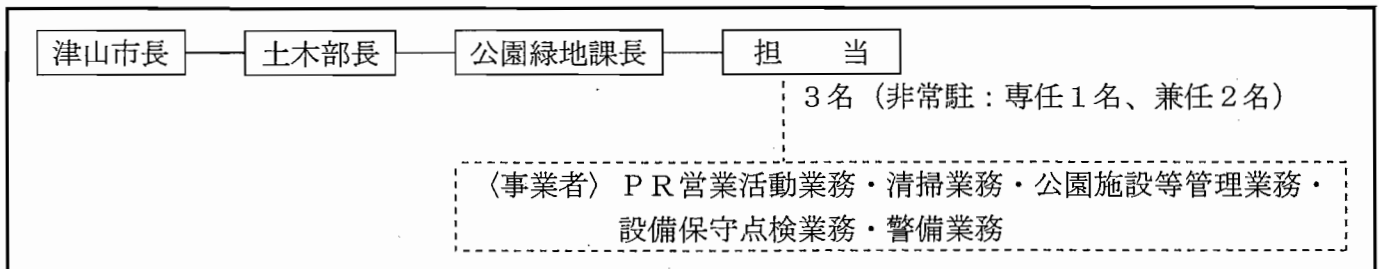 津山市長 土木部長 公園緑地課長 担　　当
３名（非常駐：専任１名、兼任２名）
〈事業者〉ＰＲ営業活動業務・清掃業務・公園施設等管理業務・
設備保守点検業務・警備業務